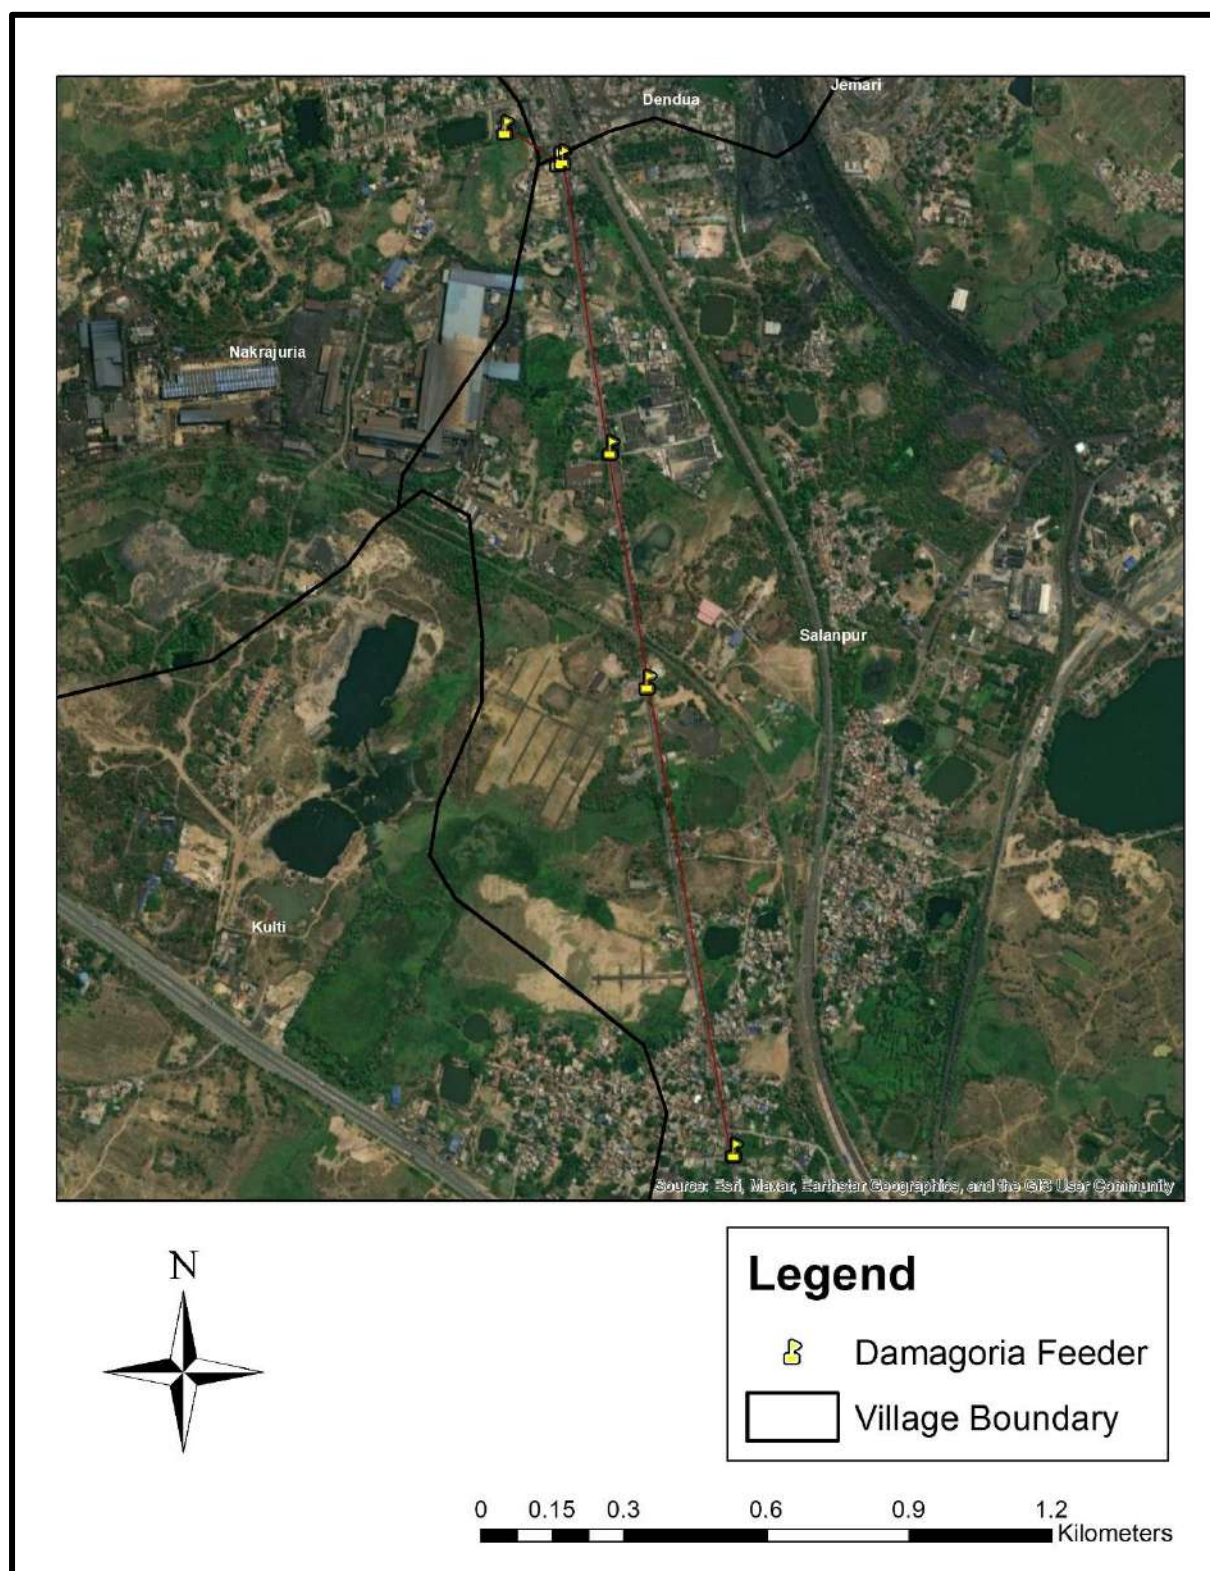 Jemari
Dendua
Nakrajuria
Salanpur
Kulti
Source: Esri, Maxar, Earthstar Geographics, and the GIS User Community
N
Legend
Damagoria Feeder
Village Boundary
0 0.15 0.3 0.6 0.9 1.2
Kilometers